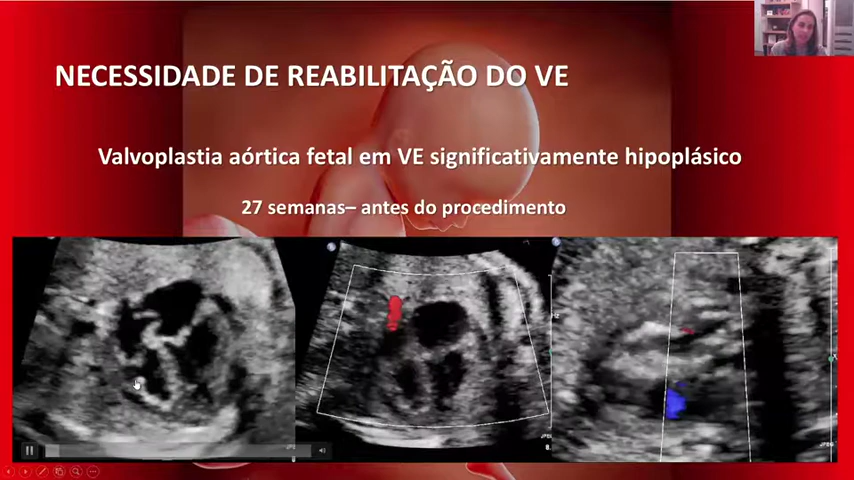 NECESSIDADE DE REABILITAÇÃO DO VE
Valvoplastia aórtica fetal em VE significativamente hipoplásico
27 semanas– antes do procedimento